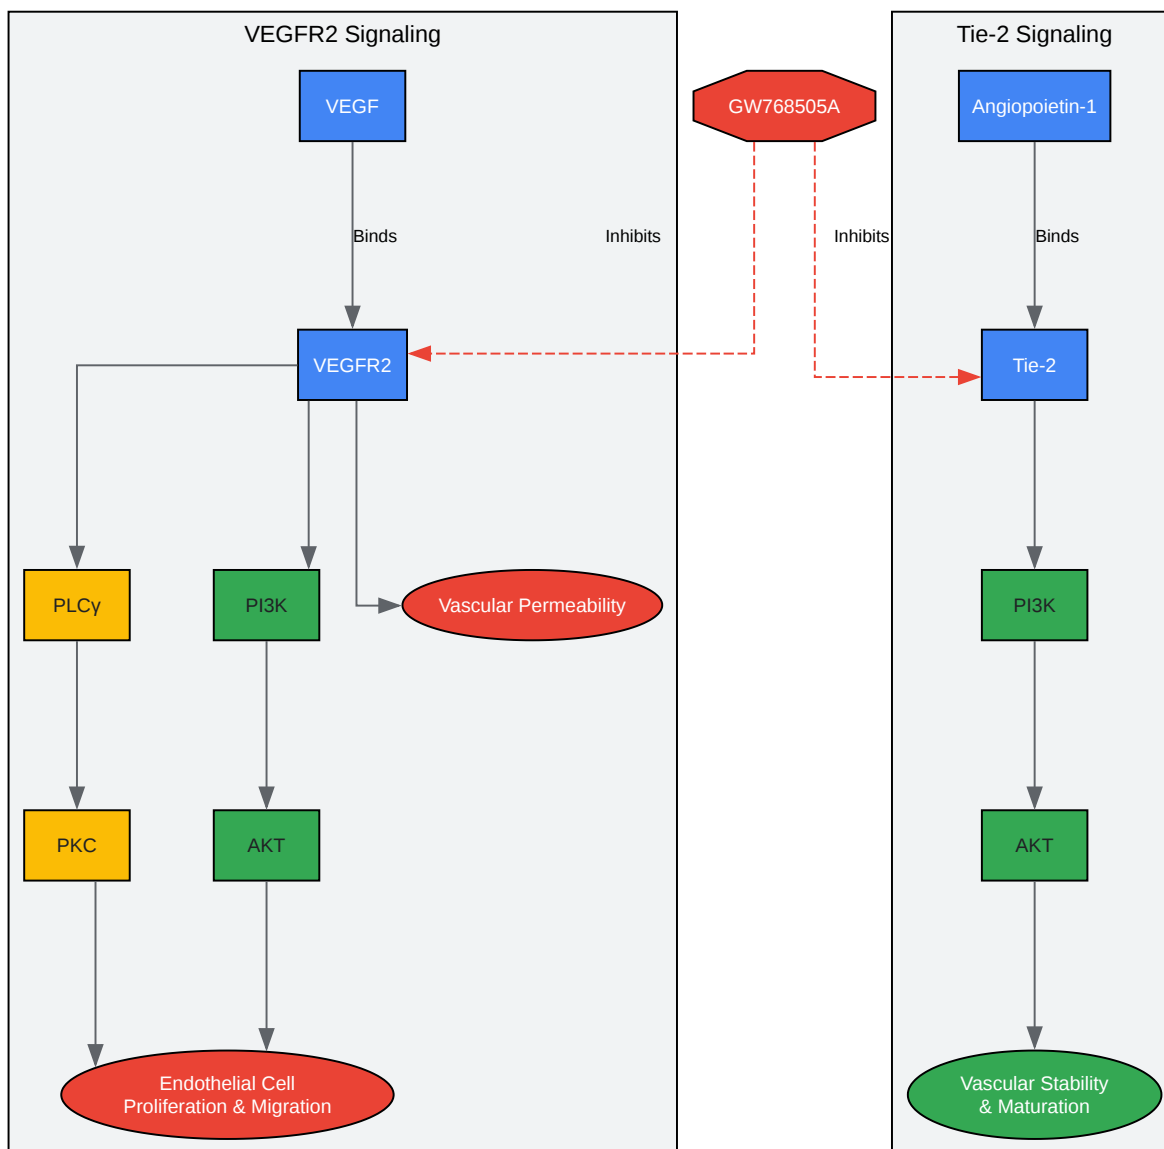 VEGFR2 Signaling
Tie-2 Signaling
VEGF
GW768505A
Angiopoietin-1
Binds
Inhibits
Inhibits
Binds
VEGFR2
Tie-2
PLCγ
PI3K
Vascular Permeability
PI3K
PKC
AKT
AKT
Endothelial Cell
Proliferation & Migration
Vascular Stability
& Maturation